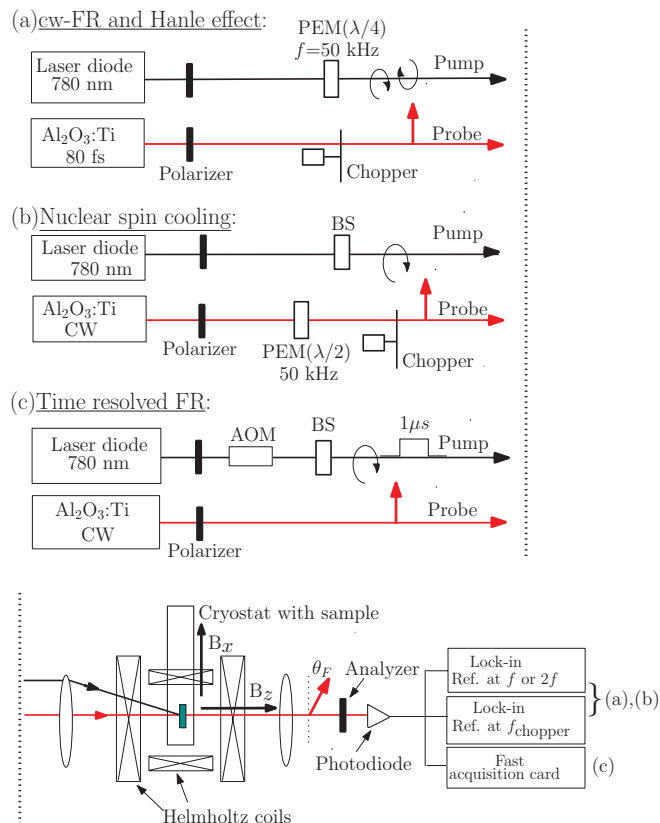 (a)cw-FR and Hanle effect:
PEM(λ/4)
f=50 kHz
Laser diode
780 nm
Pump
Al₂O₃:Ti
80 fs
Probe
Polarizer
Chopper
(b)Nuclear spin cooling:
BS
Laser diode
780 nm
Pump
Al₂O₃:Ti
CW
Probe
Polarizer
PEM(λ/2)
50 kHz
Chopper
(c)Time resolved FR:
1μs
AOM
BS
Laser diode
780 nm
Pump
Al₂O₃:Ti
CW
Probe
Polarizer
Cryostat with sample
Bx
Bz
θF
Analyzer
Photodiode
Helmholtz coils
Lock-in
Ref. at f or 2f
Lock-in
Ref. at fchopper
(a),(b)
Fast
acquisition card
(c)